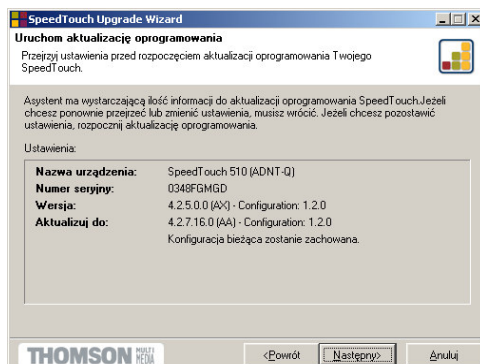 SpeedTouch Upgrade Wizard
Uruchom aktualizację oprogramowania
Przejrzyj ustawienia przed rozpoczęciem aktualizacji oprogramowania Twojego
SpeedTouch.
Asystent ma wystarczającą ilość informacji do aktualizacji oprogramowania SpeedTouch.Jeżeli
chcesz ponownie przejrzeć lub zmienić ustawienia, musisz wrócić. Jeżeli chcesz pozostawić
ustawienia, rozpocznij aktualizację oprogramowania.
Ustawienia:
Nazwa urządzenia: SpeedTouch 510 (ADNT-Q)
Numer seryjny: 0348FGMGD
Wersja: 4.2.5.0.0 (AX) - Configuration: 1.2.0
Aktualizuj do: 4.2.7.16.0 (AA) - Configuration: 1.2.0
Konfiguracja bieżąca zostanie zachowana.
THOMSON MULTI MEDIA <Powrót Następny> Anuluj